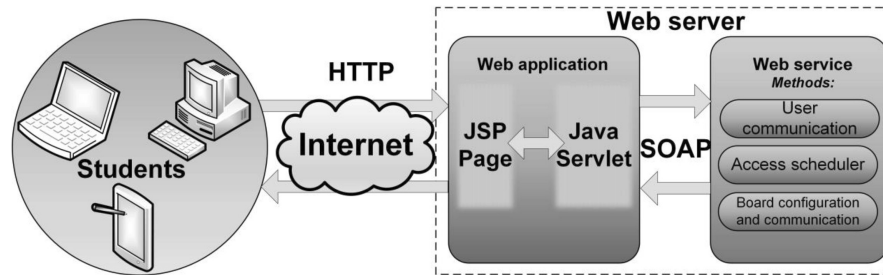 Students
HTTP
Internet
Web server
Web application
JSP
Page
Java
Servlet
SOAP
Web service
Methods:
User
communication
Access scheduler
Board configuration
and communication